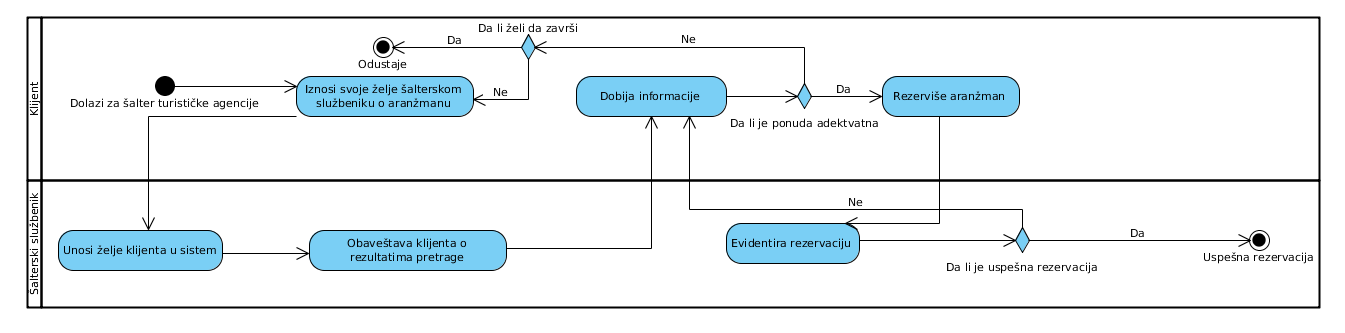 Klijent
Da li želi da završi
Da
Ne
Odustaje
Dolazi za šalter turističke agencije
Iznosi svoje želje šalterskom
službeniku o aranžmanu
Ne
Dobija informacije
Da
Rezerviše aranžman
Da li je ponuda adektvatna
Salterski službenik
Unosi želje klijenta u sistem
Obaveštava klijenta o
rezultatima pretrage
Ne
Evidentira rezervaciju
Da
Da li je uspešna rezervacija
Uspešna rezervacija